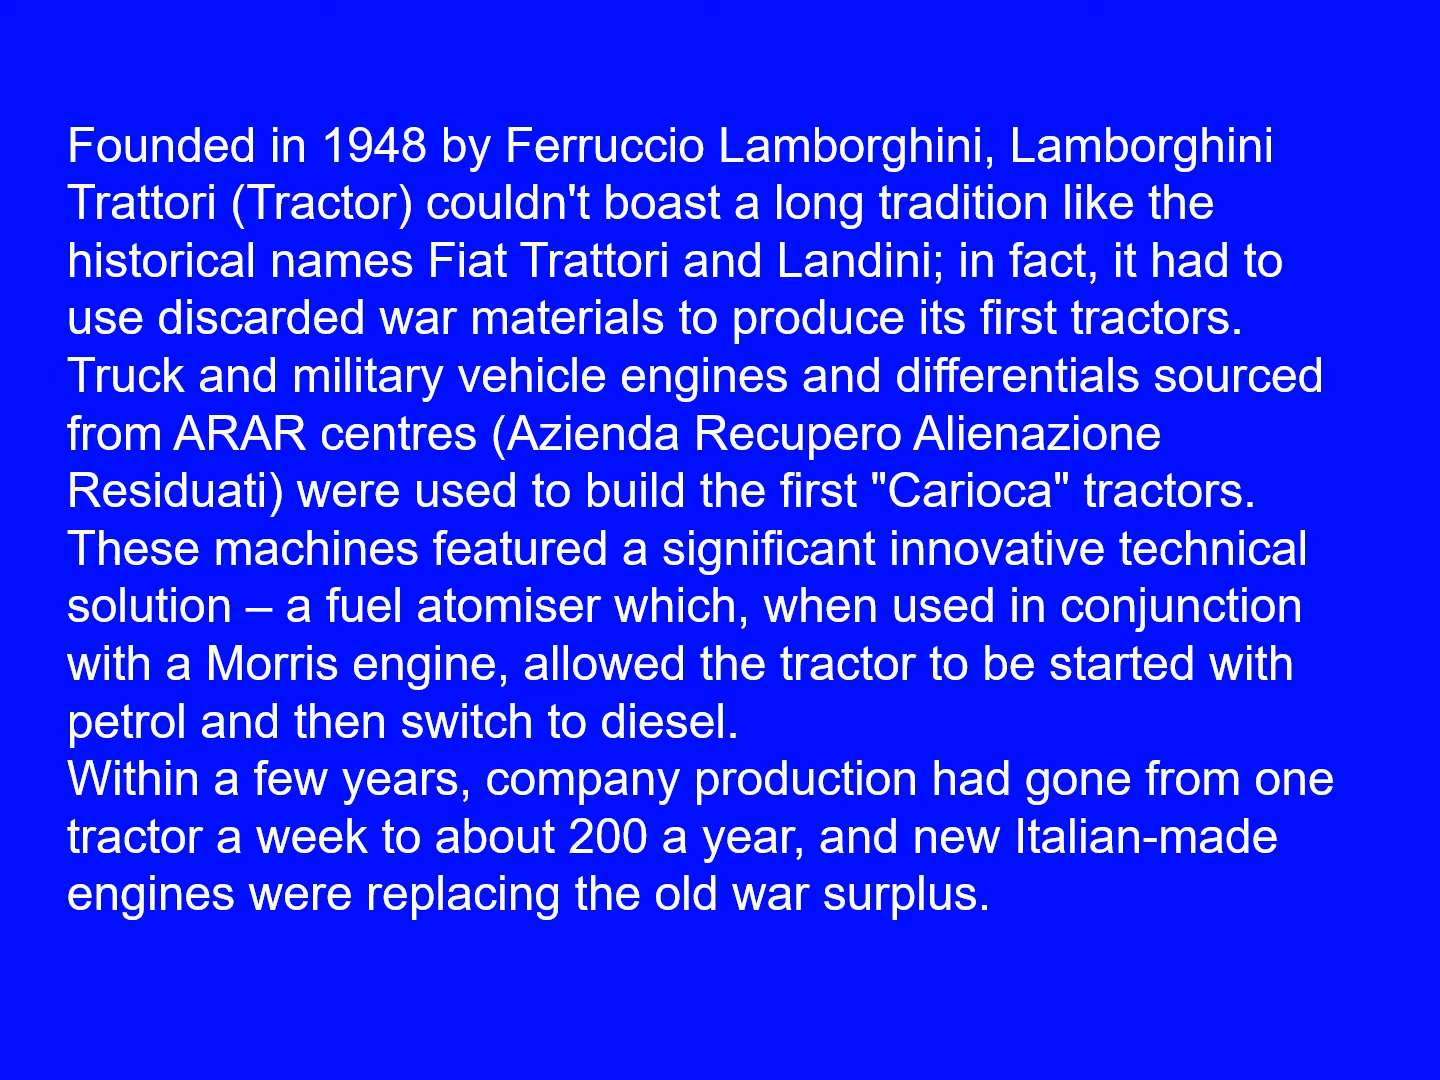 Founded in 1948 by Ferruccio Lamborghini, Lamborghini
Trattori (Tractor) couldn't boast a long tradition like the
historical names Fiat Trattori and Landini; in fact, it had to
use discarded war materials to produce its first tractors.
Truck and military vehicle engines and differentials sourced
from ARAR centres (Azienda Recupero Alienazione
Residuati) were used to build the first "Carioca" tractors.
These machines featured a significant innovative technical
solution – a fuel atomiser which, when used in conjunction
with a Morris engine, allowed the tractor to be started with
petrol and then switch to diesel.
Within a few years, company production had gone from one
tractor a week to about 200 a year, and new Italian-made
engines were replacing the old war surplus.